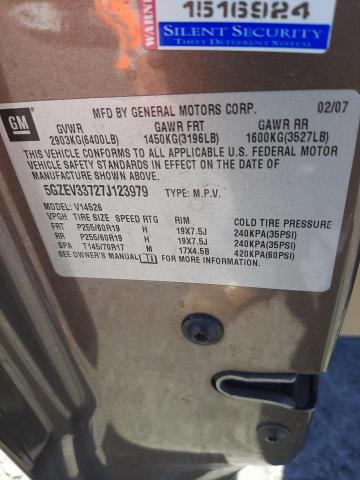 1516924
WARNING
SILENT SECURITY
THEFT DETERRENT SYSTEM
GM
MFD BY GENERAL MOTORS CORP. 02/07
GVWR GAWR FRT GAWR RR
2903KG(6400LB) 1450KG(3196LB) 1600KG(3527LB)
THIS VEHICLE CONFORMS TO ALL APPLICABLE U.S. FEDERAL MOTOR
VEHICLE SAFETY STANDARDS IN EFFECT ON THE DATE OF
MANUFACTURE SHOWN ABOVE.
5GZEV33727J123979 TYPE: M.P.V.
MODEL: V14526
VPGH TIRE SIZE SPEED RTG RIM COLD TIRE PRESSURE
FRT P255/60R19 H 19X7.5J 240KPA(35PSI)
RR P255/60R19 H 19X7.5J 240KPA(35PSI)
SPA T145/70R17 M 17X4.5B 420KPA(60PSI)
SEE OWNER'S MANUAL FOR ADDITIONAL INFORMATION.